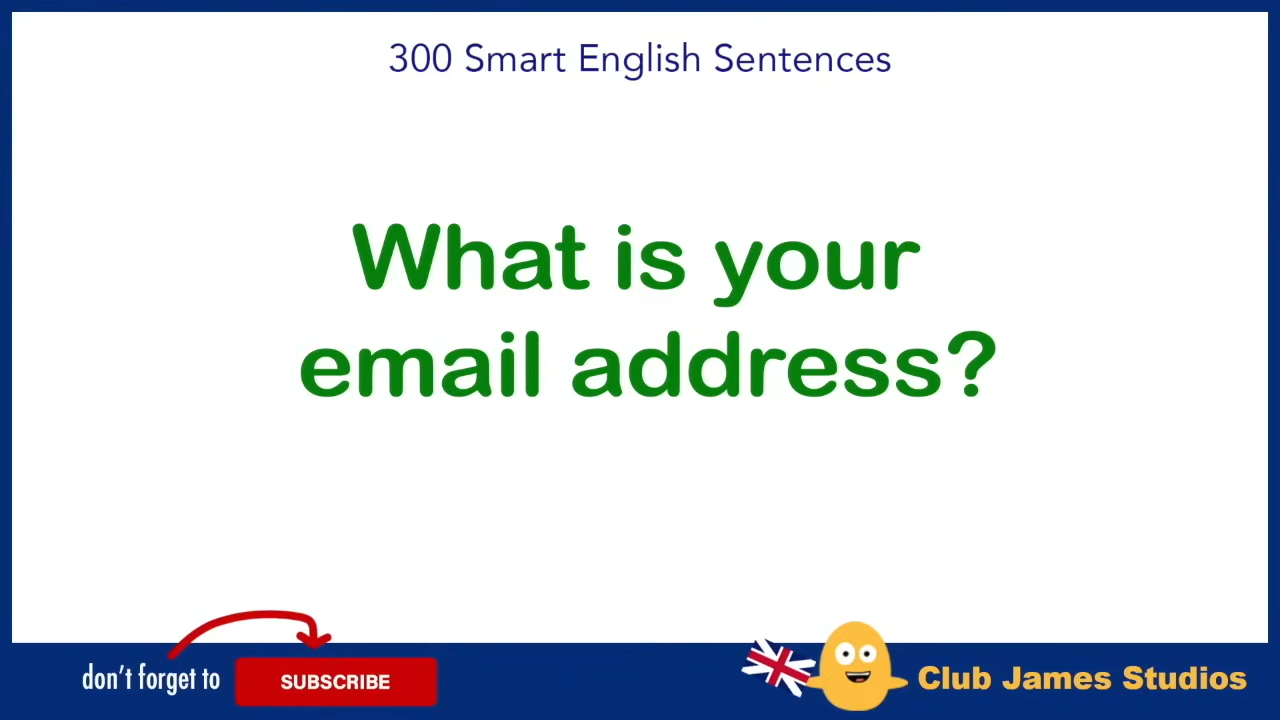 300 Smart English Sentences
What is your
email address?
don't forget to
SUBSCRIBE
Club James Studios